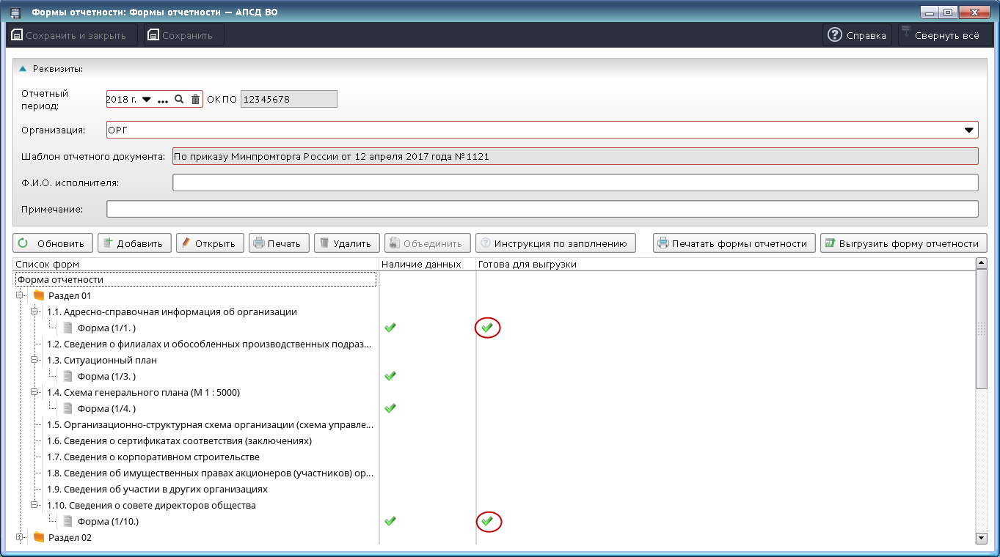 Формы отчетности: Формы отчетности — АПСД ВО
Сохранить и закрыть Сохранить Справка Свернуть всё
Реквизиты:
Отчетный
период:
2018 г. ... ОКПО 12345678
Организация: ОРГ
Шаблон отчетного документа: По приказу Минпромторга России от 12 апреля 2017 года №1121
Ф.И.О. исполнителя:
Примечание:
Обновить Добавить Открыть Печать Удалить Объединить Инструкция по заполнению Печатать формы отчетности Выгрузить форму отчетности
Список форм Наличие данных Готова для выгрузки
Форма отчетности
Раздел 01
1.1. Адресно-справочная информация об организации
Форма (1/1. )
1.2. Сведения о филиалах и обособленных производственных подраз...
1.3. Ситуационный план
Форма (1/3. )
1.4. Схема генерального плана (М 1 : 5000)
Форма (1/4. )
1.5. Организационно-структурная схема организации (схема управле...
1.6. Сведения о сертификатах соответствия (заключениях)
1.7. Сведения о корпоративном строительстве
1.8. Сведения об имущественных правах акционеров (участников) ор...
1.9. Сведения об участии в других организациях
1.10. Сведения о совете директоров общества
Форма (1/10.)
Раздел 02